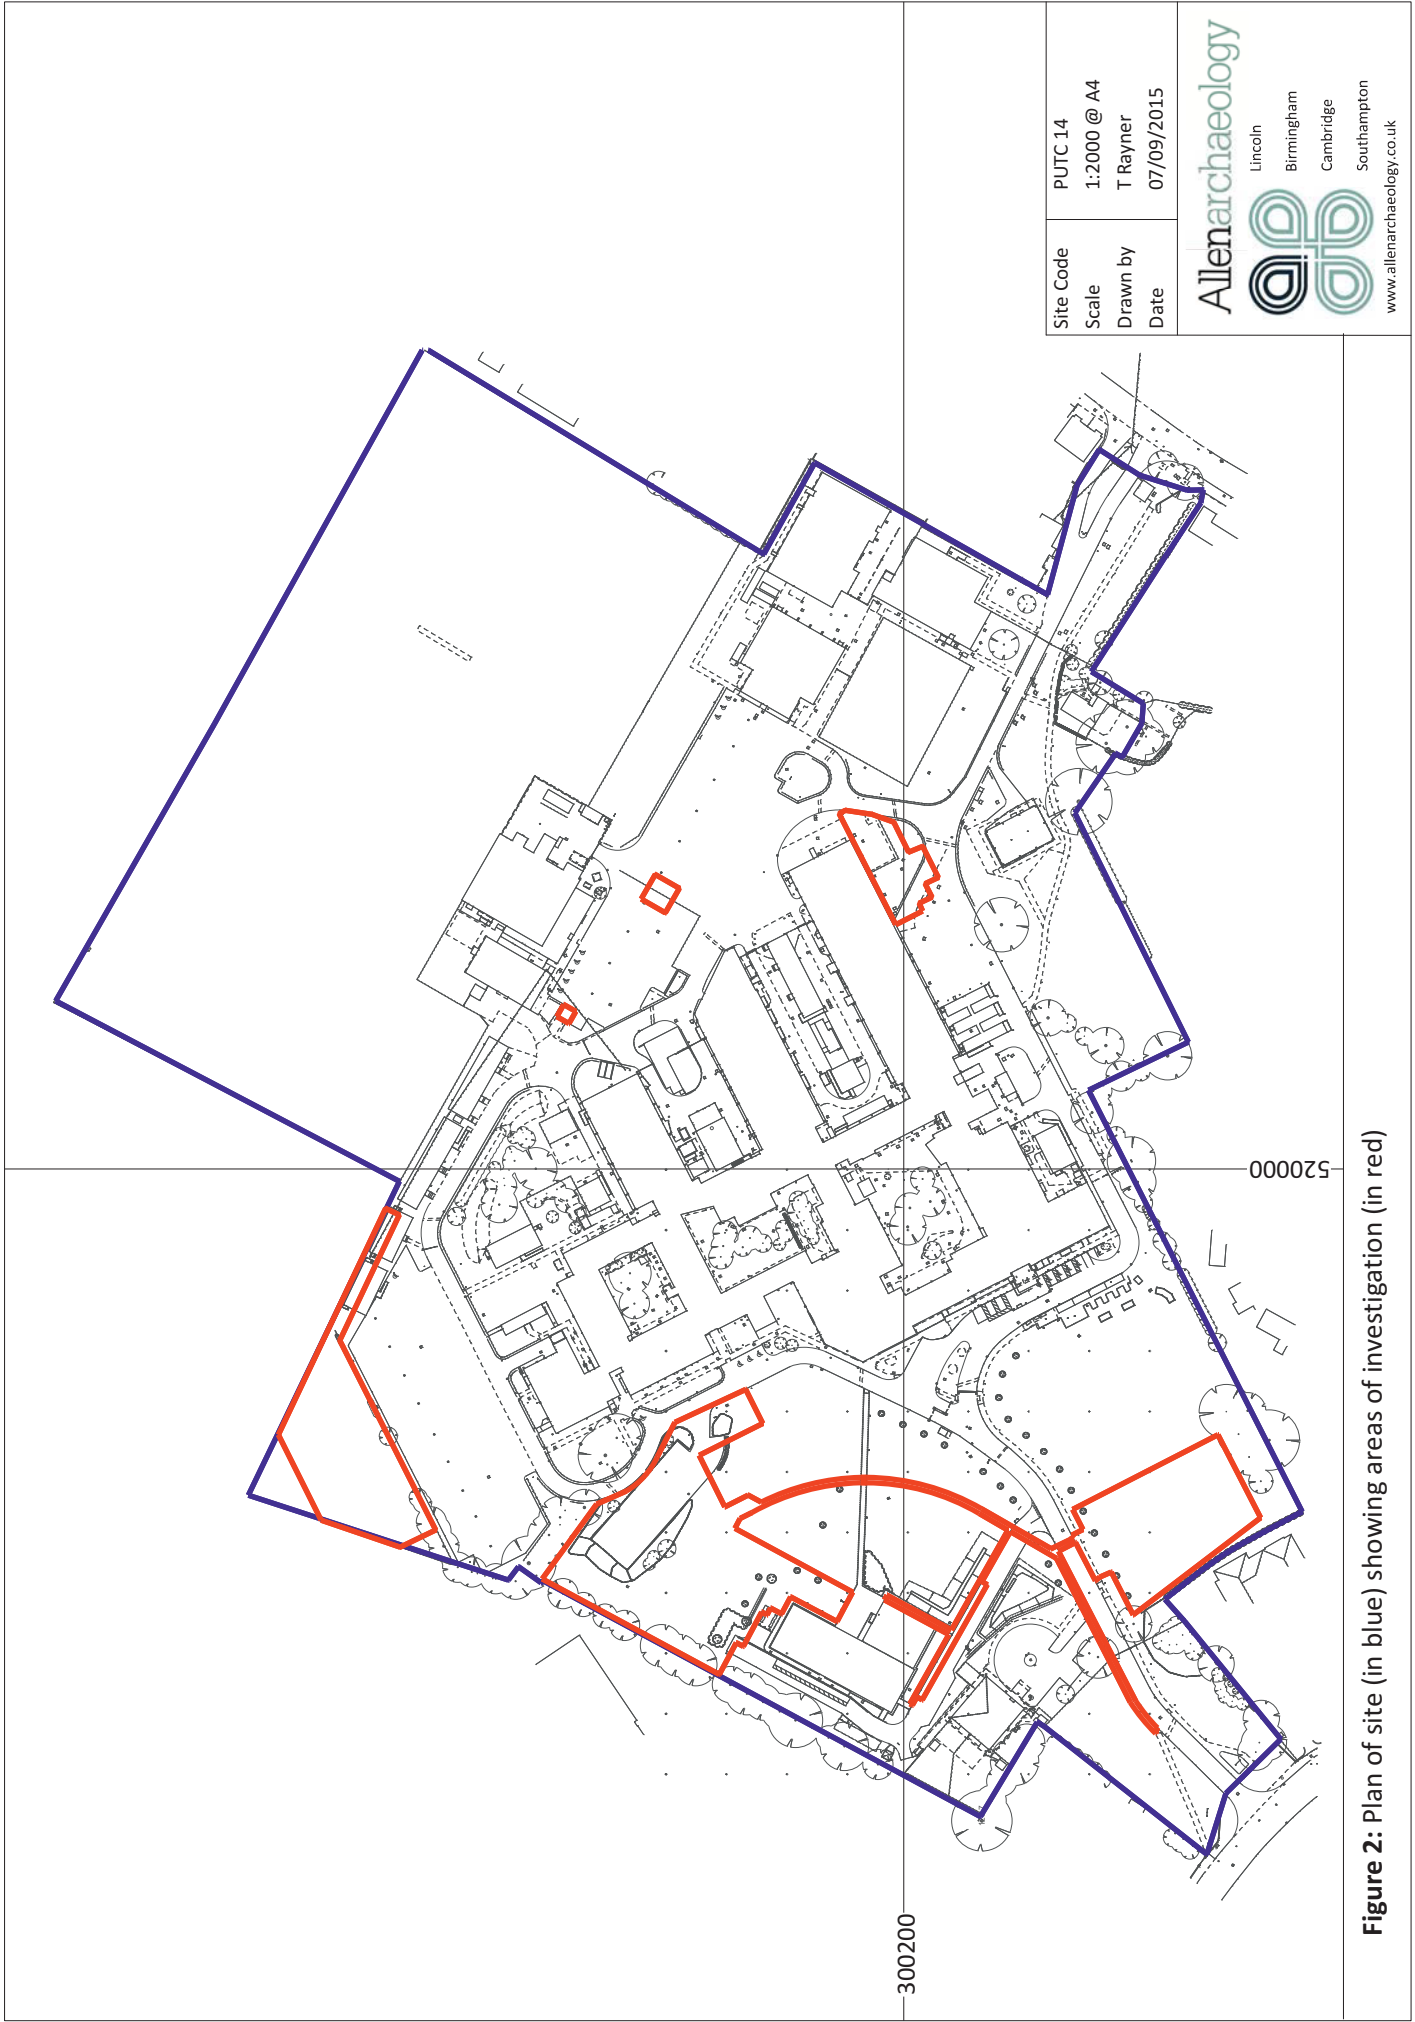 Site Code PUTC 14
Scale 1:2000 @ A4
Drawn by T Rayner
Date 07/09/2015
Allenarchaeology
Lincoln
Birmingham
Cambridge
Southampton
www.allenarchaeology.co.uk
520000
300200
Figure 2: Plan of site (in blue) showing areas of investigation (in red)